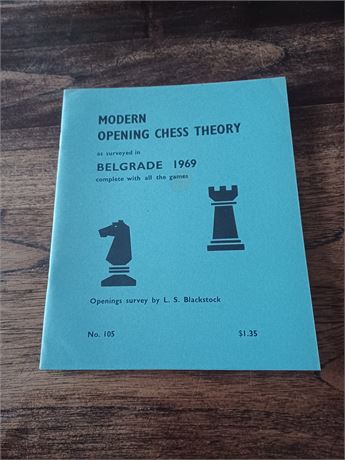 MODERN
OPENING CHESS THEORY
as surveyed in
BELGRADE 1969
complete with all the games
Openings survey by L. S. Blackstock
No. 105 $1.35